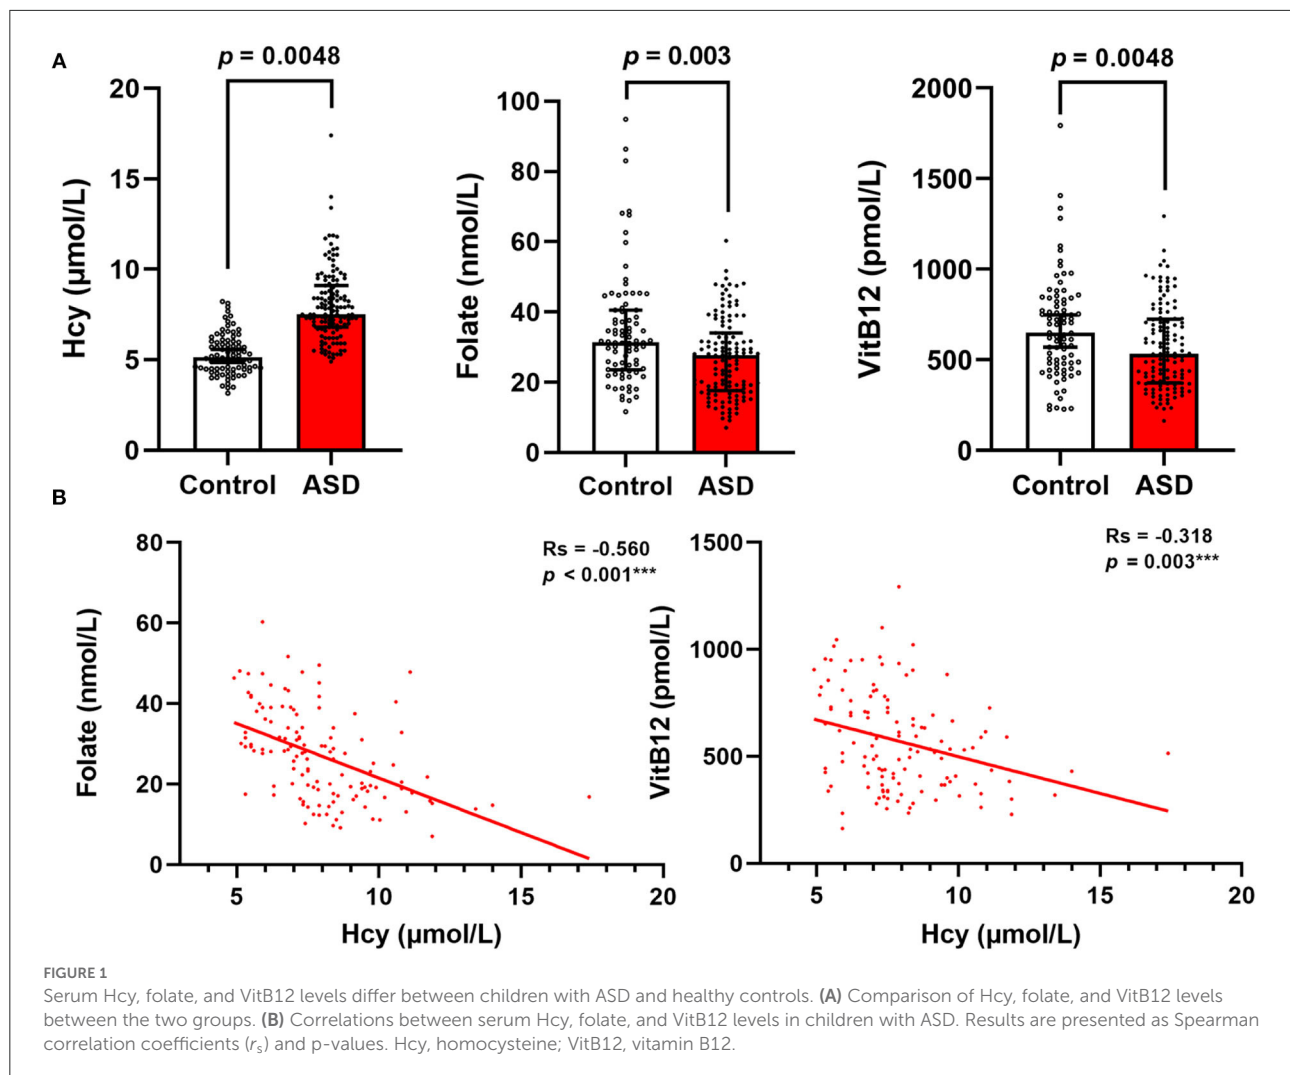 A
p = 0.0048
p = 0.003
p = 0.0048
20
15
10
5
0
Hcy (μmol/L)
Control ASD
100
80
60
40
20
0
Folate (nmol/L)
Control ASD
2000
1500
1000
500
0
VitB12 (pmol/L)
Control ASD
B
80
60
40
20
0
Folate (nmol/L)
Rs = -0.560
p < 0.001***
5 10 15 20
Hcy (μmol/L)
1500
1000
500
0
VitB12 (pmol/L)
Rs = -0.318
p = 0.003***
5 10 15 20
Hcy (μmol/L)
FIGURE 1
Serum Hcy, folate, and VitB12 levels differ between children with ASD and healthy controls. (A) Comparison of Hcy, folate, and VitB12 levels
between the two groups. (B) Correlations between serum Hcy, folate, and VitB12 levels in children with ASD. Results are presented as Spearman
correlation coefficients (rs) and p-values. Hcy, homocysteine; VitB12, vitamin B12.